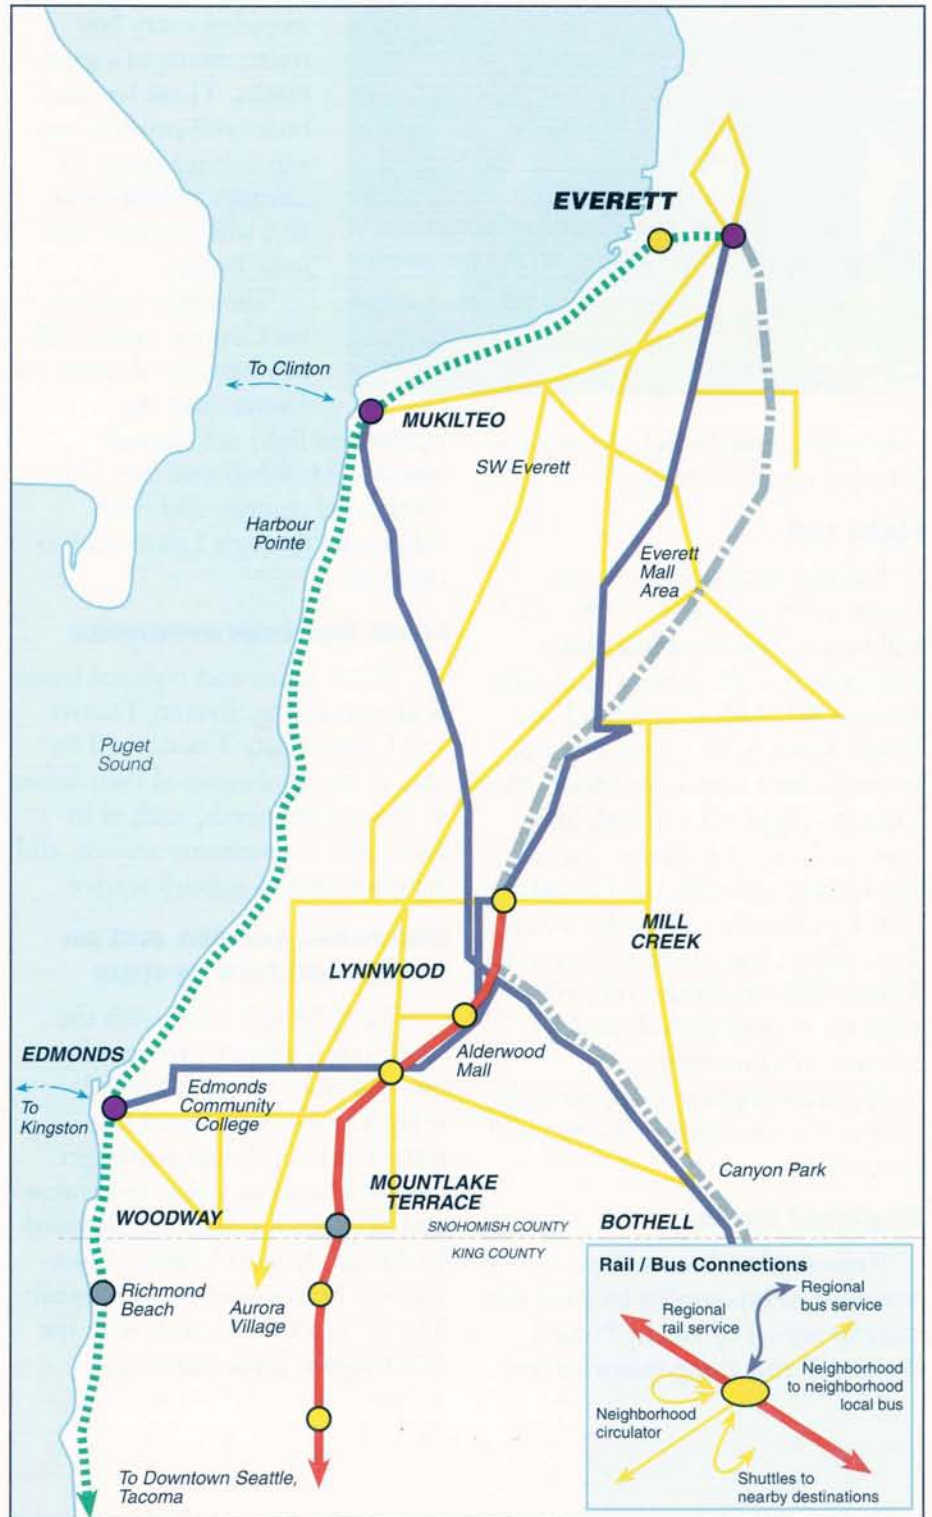 EVERETT
To Clinton
MUKILTEO
SW Everett
Harbour
Pointe
Everett
Mall
Area
Puget
Sound
MILL
CREEK
LYNNWOOD
EDMONDS
Alderwood
Mall
To
Kingston
Edmonds
Community
College
Canyon Park
MOUNTLAKE
TERRACE
WOODWAY
SNOHOMISH COUNTY
BOTHELL
KING COUNTY
Richmond
Beach
Aurora
Village
To Downtown Seattle,
Tacoma
Rail / Bus Connections
Regional
bus service
Regional
rail service
Neighborhood
to neighborhood
local bus
Neighborhood
circulator
Shuttles to
nearby destinations